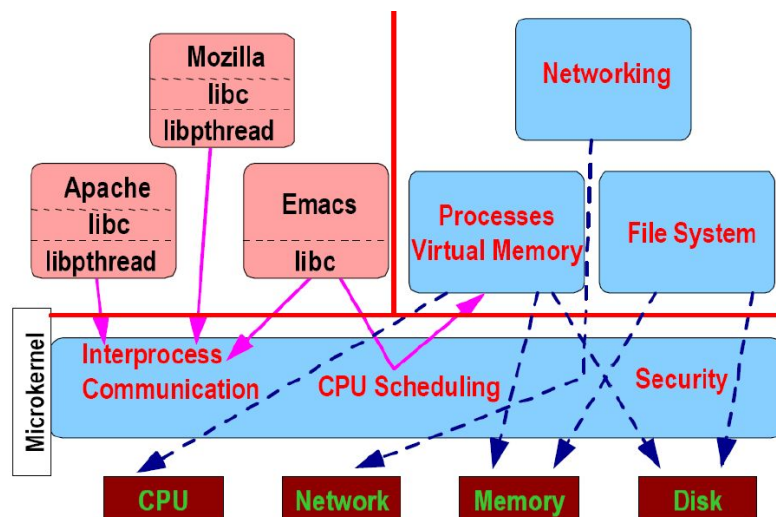 Mozilla
libc
libpthread
Networking
Apache
libc
libpthread
Emacs
libc
Processes
Virtual Memory
File System
Microkernel
Interprocess
Communication
CPU Scheduling
Security
CPU
Network
Memory
Disk